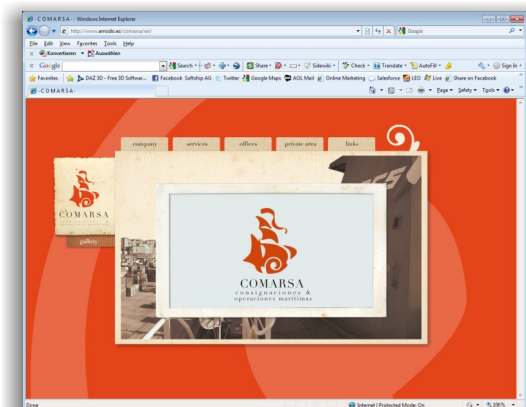 - C O M A R S A - - Windows Internet Explorer
http://www.amodo.es/comarsa/en/
Google
File Edit View Favorites Tools Help
x Konvertieren Auswählen
x Google Search Share Sidewiki Check Translate AutoFill Sign In
Favorites DAZ 3D - Free 3D Softwar... Facebook Softship AG Twitter Google Maps AOL Mail Online Marketing Salesforce LEO Live Share on Facebook
- C O M A R S A -
Page Safety Tools
company services offices private area links
COMARSA
gallery
COMARSA
consignaciones &
operaciones marítimas
Done Internet | Protected Mode: On 100%